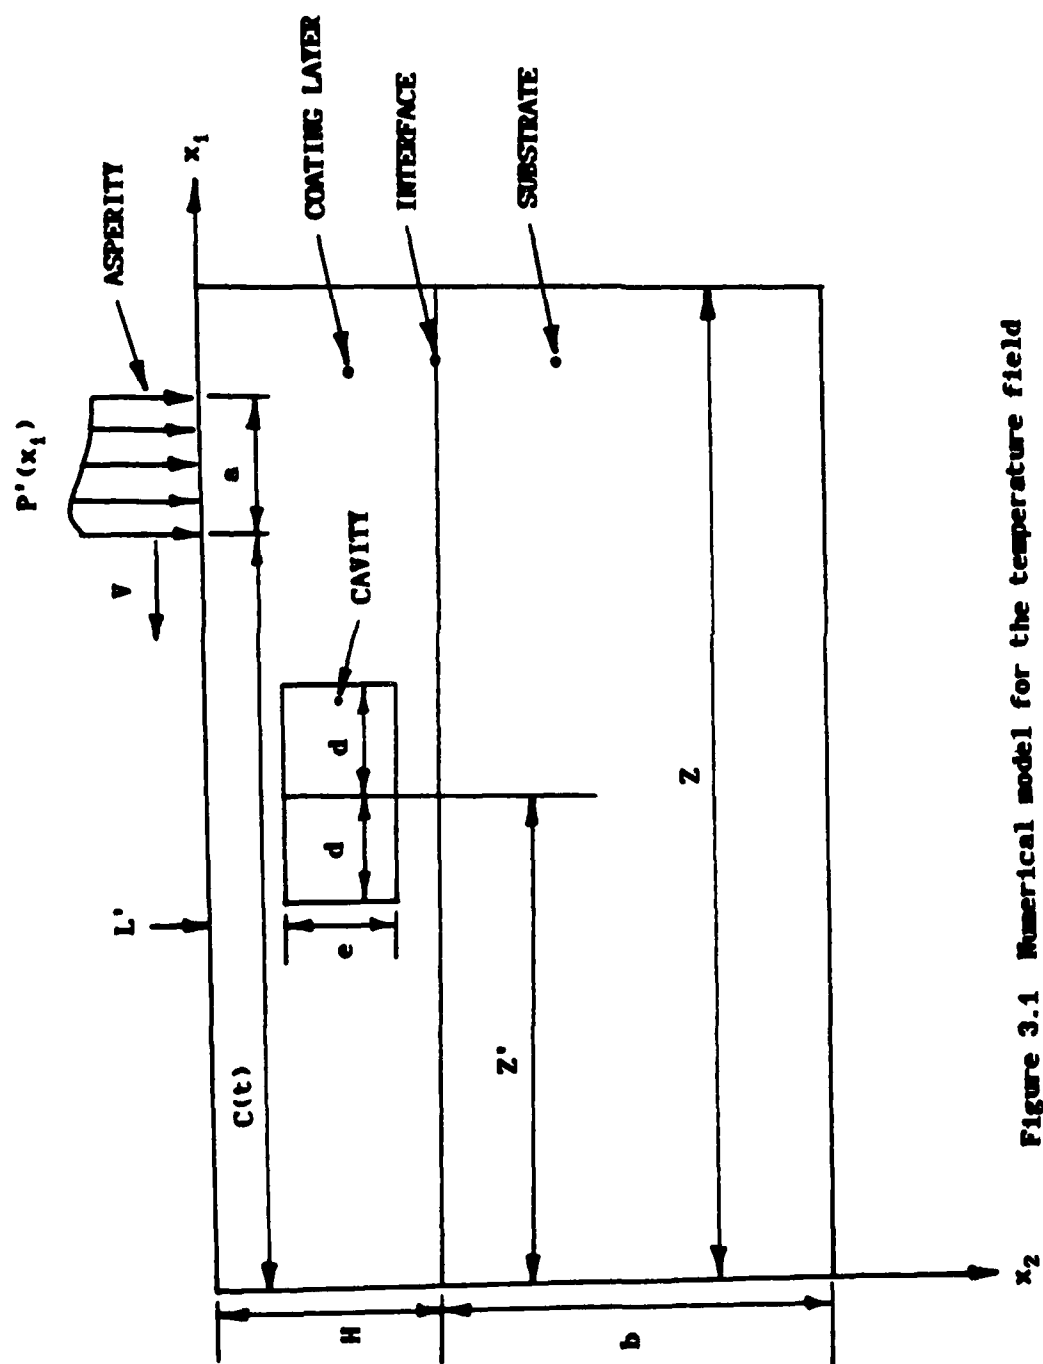 P'(x₁)
ASPERITY
V
x₁
L'
a
C(t)
COATING LAYER
CAVITY
INTERFACE
d
d
e
H
SUBSTRATE
Z'
Z
b
x₂
Figure 3.1 Numerical model for the temperature field